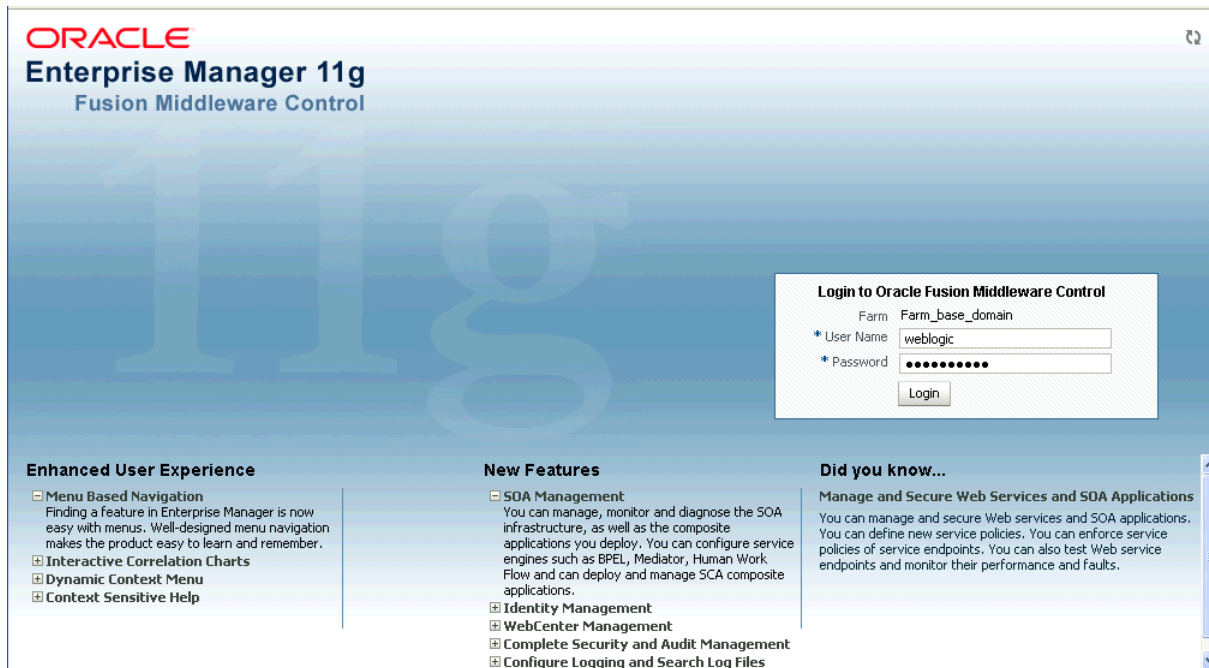 ORACLE
Enterprise Manager 11g
Fusion Middleware Control
11g
Login to Oracle Fusion Middleware Control
Farm Farm_base_domain
* User Name weblogic
* Password ●●●●●●●●●●
Login
Enhanced User Experience
Menu Based Navigation
Finding a feature in Enterprise Manager is now
easy with menus. Well-designed menu navigation
makes the product easy to learn and remember.
Interactive Correlation Charts
Dynamic Context Menu
Context Sensitive Help
New Features
SOA Management
You can manage, monitor and diagnose the SOA
infrastructure, as well as the composite
applications you deploy. You can configure service
engines such as BPEL, Mediator, Human Work
Flow and can deploy and manage SCA composite
applications.
Identity Management
WebCenter Management
Complete Security and Audit Management
Configure Logging and Search Log Files
Did you know...
Manage and Secure Web Services and SOA Applications
You can manage and secure Web services and SOA applications.
You can define new service policies. You can enforce service
policies of service endpoints. You can also test Web service
endpoints and monitor their performance and faults.